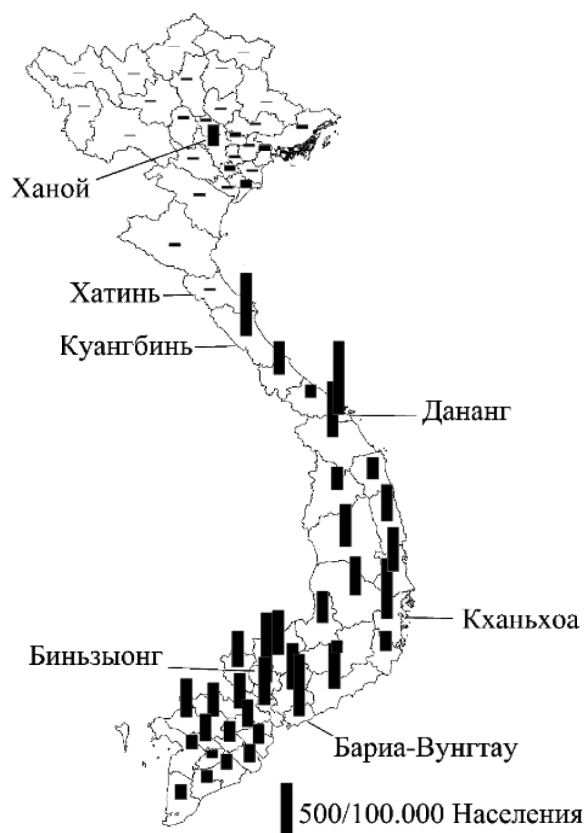 Ханой
Хатинь
Куангбинь
Дананг
Кханьхоа
Биньзыонг
Бариа-Вунгтау
500/100.000 Населения